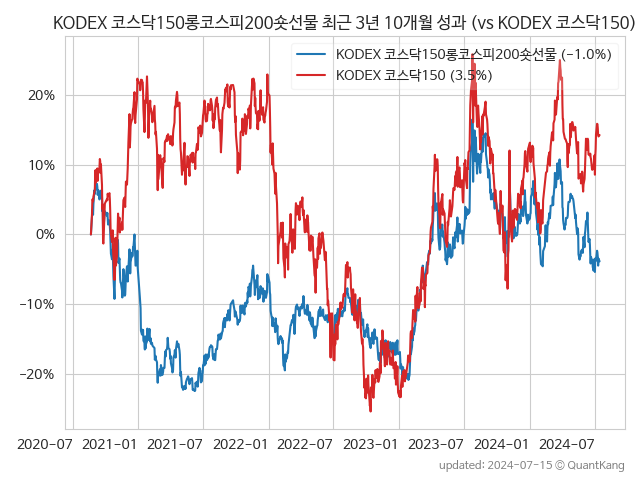 KODEX 코스닥150롱코스피200숏선물 최근 3년 10개월 성과 (vs KODEX 코스닥150)
KODEX 코스닥150롱코스피200숏선물 (−1.0%)
KODEX 코스닥150 (3.5%)
20%
10%
0%
−10%
−20%
2020-07 2021-01 2021-07 2022-01 2022-07 2023-01 2023-07 2024-01 2024-07
updated: 2024-07-15 © QuantKang